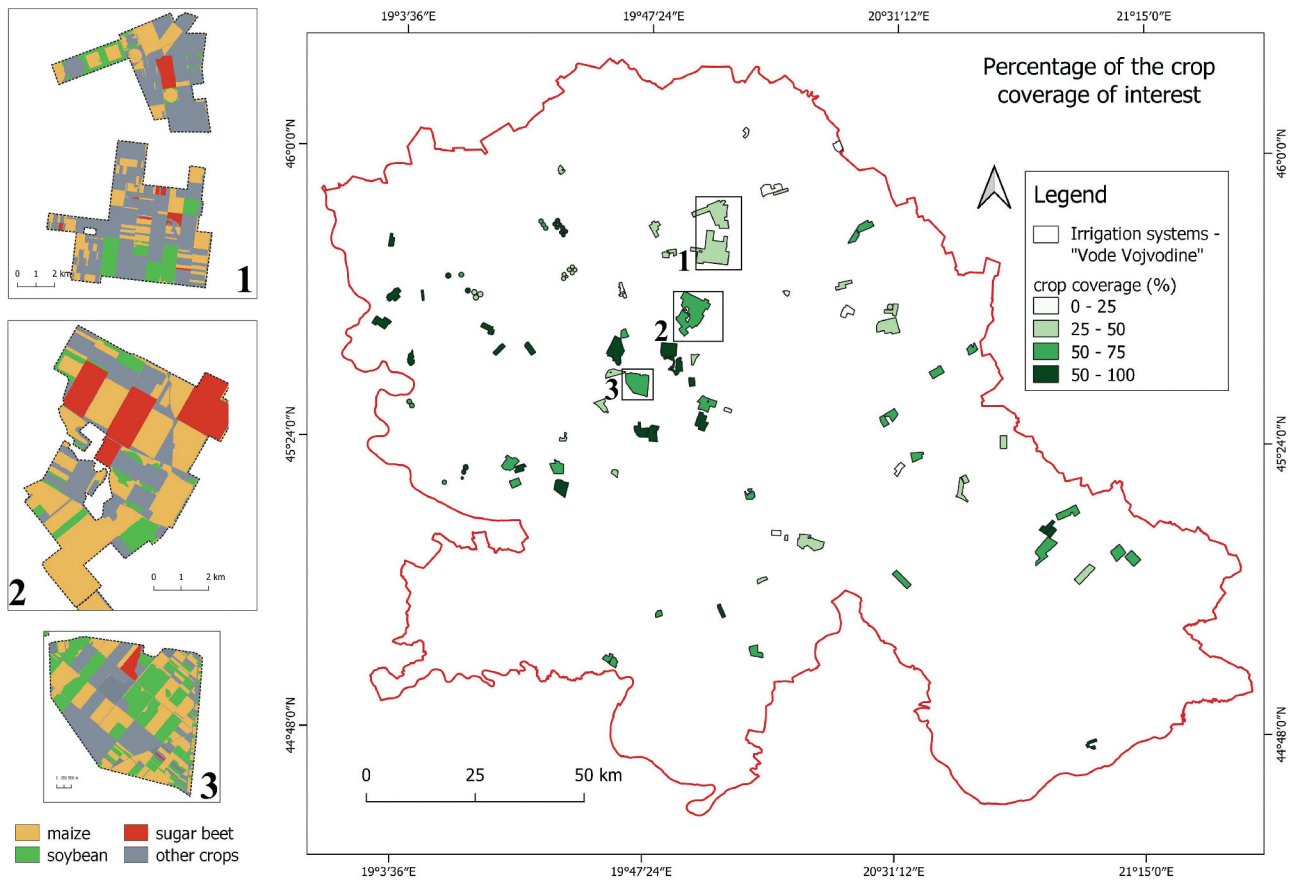 19°3′36″E
19°47′24″E
20°31′12″E
21°15′0″E
Percentage of the crop
coverage of interest
46°0′0″N
46°0′0″N
Legend
Irrigation systems -
"Vode Vojvodine"
crop coverage (%)
0 - 25
25 - 50
50 - 75
50 - 100
1
2
3
45°24′0″N
45°24′0″N
44°48′0″N
44°48′0″N
0 25 50 km
19°3′36″E
19°47′24″E
20°31′12″E
21°15′0″E
0 1 2 km
1
0 1 2 km
2
3
maize
sugar beet
soybean
other crops